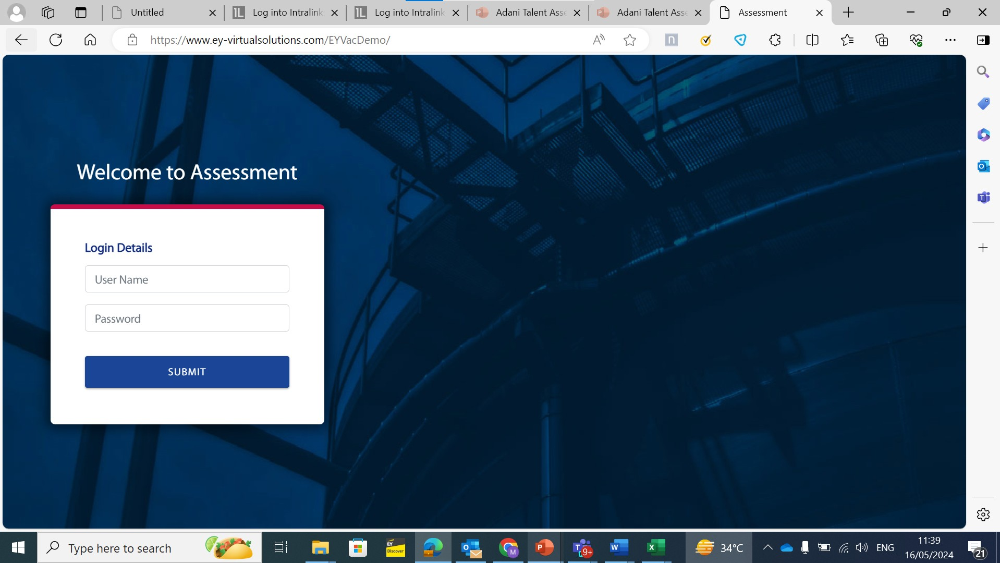 Untitled
Log into Intralink
Log into Intralink
Adani Talent Asse
Adani Talent Asse
Assessment
https://www.ey-virtualsolutions.com/EYVacDemo/
Welcome to Assessment
Login Details
User Name
Password
SUBMIT
Type here to search
EY
Discover
M
9+
34°C
ENG
11:39
16/05/2024
21